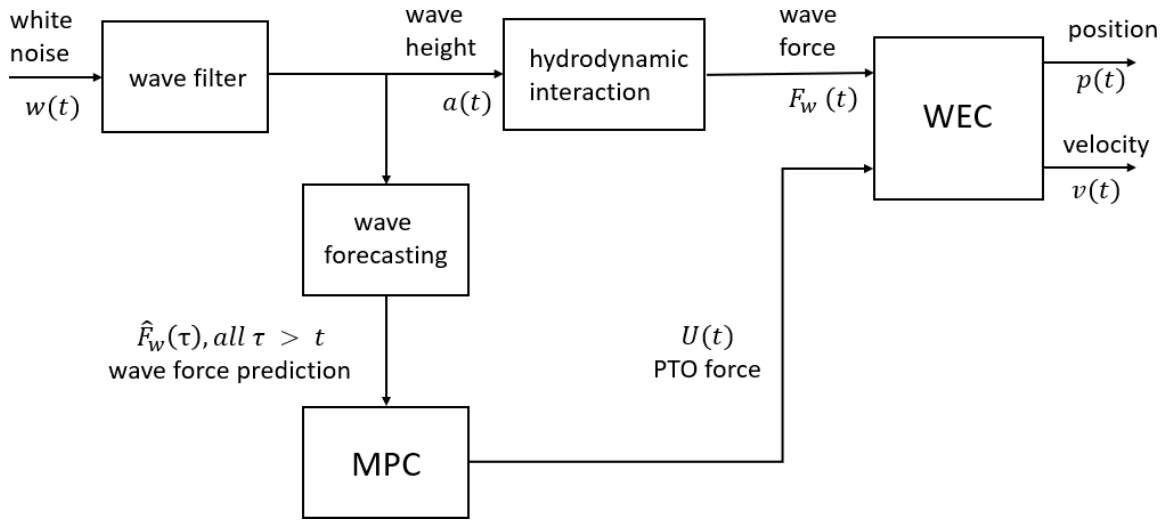 white
noise
w(t)
wave filter
wave
height
a(t)
hydrodynamic
interaction
wave
force
F_w (t)
WEC
position
p(t)
velocity
v(t)
wave
forecasting
F̂_w(τ), all τ > t
wave force prediction
U(t)
PTO force
MPC